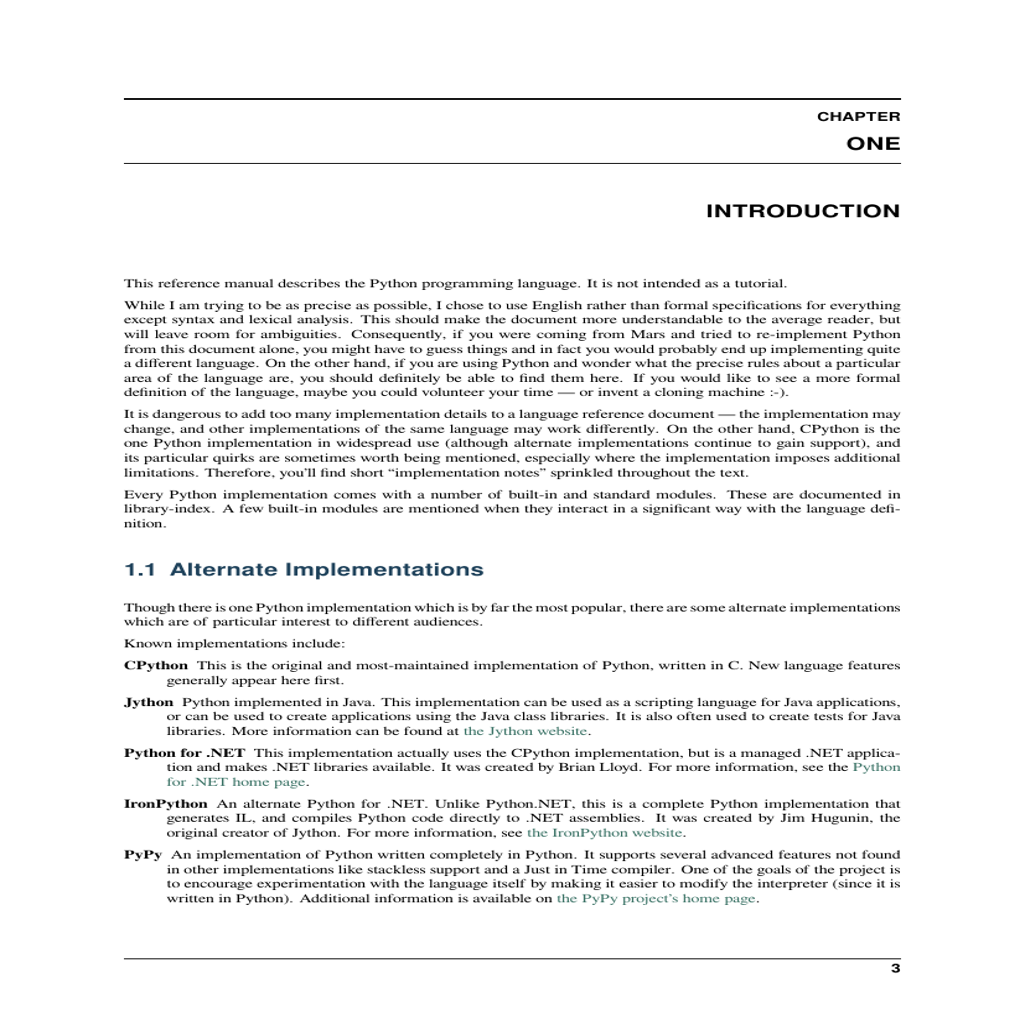 CHAPTER
ONE
INTRODUCTION
This reference manual describes the Python programming language. It is not intended as a tutorial.
While I am trying to be as precise as possible, I chose to use English rather than formal specifications for everything
except syntax and lexical analysis. This should make the document more understandable to the average reader, but
will leave room for ambiguities. Consequently, if you were coming from Mars and tried to re-implement Python
from this document alone, you might have to guess things and in fact you would probably end up implementing quite
a different language. On the other hand, if you are using Python and wonder what the precise rules about a particular
area of the language are, you should definitely be able to find them here. If you would like to see a more formal
definition of the language, maybe you could volunteer your time — or invent a cloning machine :-).
It is dangerous to add too many implementation details to a language reference document — the implementation may
change, and other implementations of the same language may work differently. On the other hand, CPython is the
one Python implementation in widespread use (although alternate implementations continue to gain support), and
its particular quirks are sometimes worth being mentioned, especially where the implementation imposes additional
limitations. Therefore, you'll find short “implementation notes” sprinkled throughout the text.
Every Python implementation comes with a number of built-in and standard modules. These are documented in
library-index. A few built-in modules are mentioned when they interact in a significant way with the language defi-
nition.
1.1 Alternate Implementations
Though there is one Python implementation which is by far the most popular, there are some alternate implementations
which are of particular interest to different audiences.
Known implementations include:
CPython This is the original and most-maintained implementation of Python, written in C. New language features
generally appear here first.
Jython Python implemented in Java. This implementation can be used as a scripting language for Java applications,
or can be used to create applications using the Java class libraries. It is also often used to create tests for Java
libraries. More information can be found at the Jython website.
Python for .NET This implementation actually uses the CPython implementation, but is a managed .NET applica-
tion and makes .NET libraries available. It was created by Brian Lloyd. For more information, see the Python
for .NET home page.
IronPython An alternate Python for .NET. Unlike Python.NET, this is a complete Python implementation that
generates IL, and compiles Python code directly to .NET assemblies. It was created by Jim Hugunin, the
original creator of Jython. For more information, see the IronPython website.
PyPy An implementation of Python written completely in Python. It supports several advanced features not found
in other implementations like stackless support and a Just in Time compiler. One of the goals of the project is
to encourage experimentation with the language itself by making it easier to modify the interpreter (since it is
written in Python). Additional information is available on the PyPy project's home page.
3